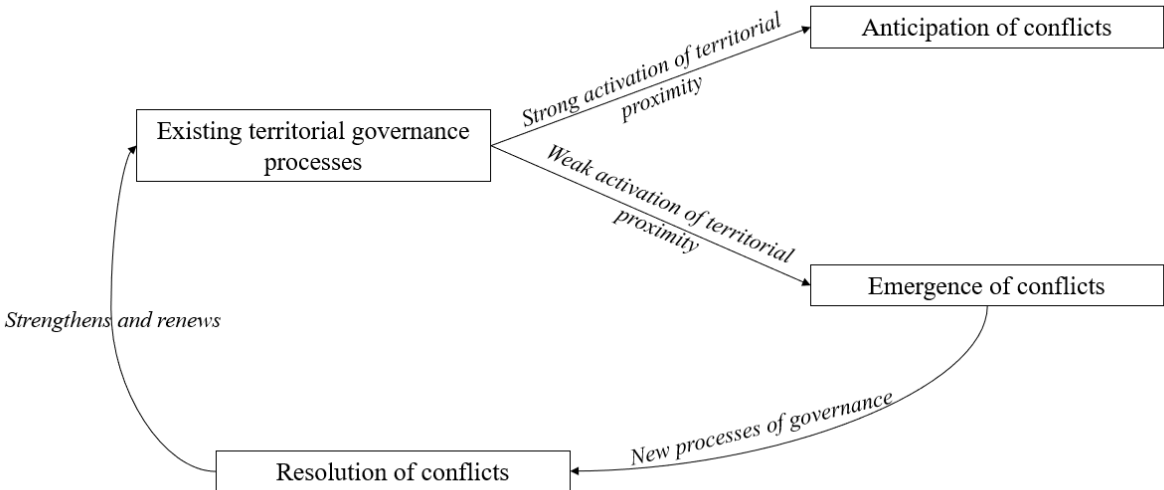 Anticipation of conflicts
Strong activation of territorial
proximity
Existing territorial governance
processes
Weak activation of territorial
proximity
Emergence of conflicts
Strengthens and renews
New processes of governance
Resolution of conflicts